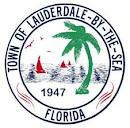 TOWN OF LAUDERDALE-BY-THE-SEA
1947
FLORIDA